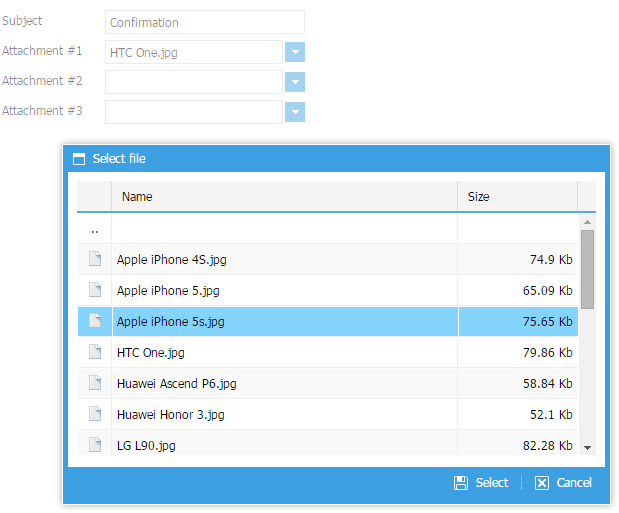 Subject Confirmation
Attachment #1 HTC One.jpg
Attachment #2
Attachment #3
Select file
Name Size
..
Apple iPhone 4S.jpg 74.9 Kb
Apple iPhone 5.jpg 65.09 Kb
Apple iPhone 5s.jpg 75.65 Kb
HTC One.jpg 79.86 Kb
Huawei Ascend P6.jpg 58.84 Kb
Huawei Honor 3.jpg 52.1 Kb
LG L90.jpg 82.28 Kb
Select Cancel